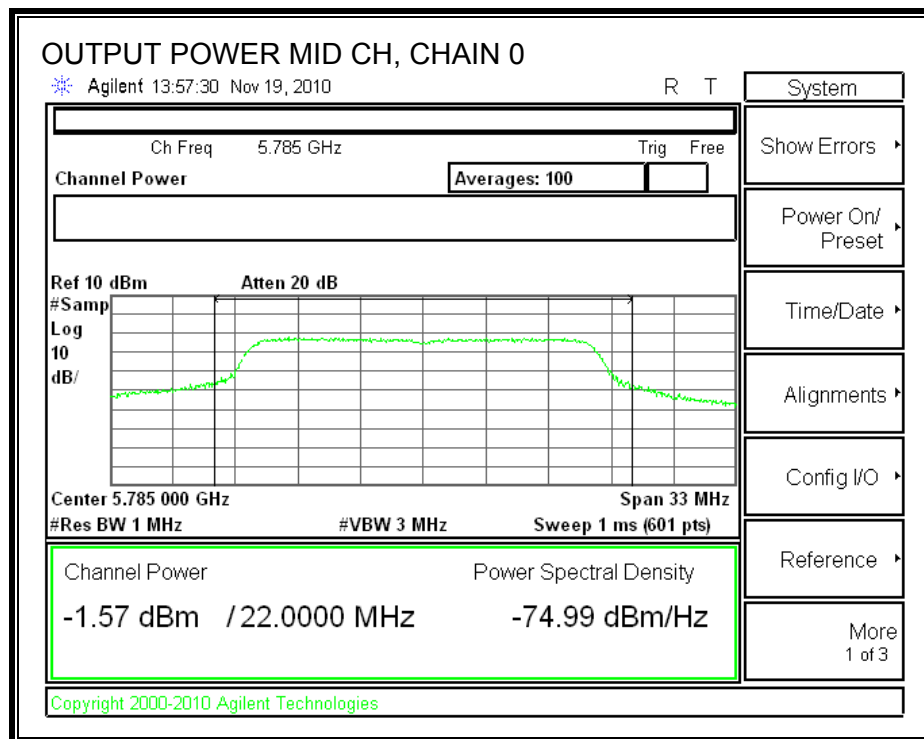 OUTPUT POWER MID CH, CHAIN 0
Agilent 13:57:30 Nov 19, 2010 R T
System
Ch Freq 5.785 GHz Trig Free
Channel Power Averages: 100
Show Errors
Power On/
Preset
Ref 10 dBm Atten 20 dB
#Samp
Log
10
dB/
Time/Date
Alignments
Config I/O
Center 5.785 000 GHz Span 33 MHz
#Res BW 1 MHz #VBW 3 MHz Sweep 1 ms (601 pts)
Channel Power Power Spectral Density
-1.57 dBm / 22.0000 MHz -74.99 dBm/Hz
Reference
More
1 of 3
Copyright 2000-2010 Agilent Technologies